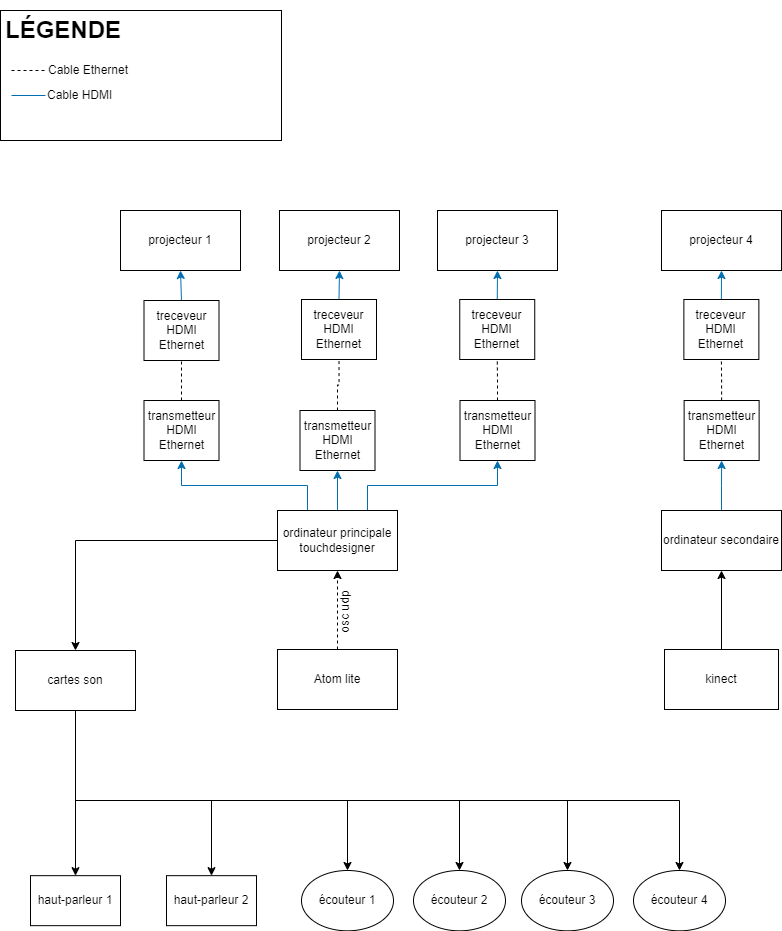 LÉGENDE
Cable Ethernet
Cable HDMI
projecteur 1
projecteur 2
projecteur 3
projecteur 4
treceveur
HDMI
Ethernet
treceveur
HDMI
Ethernet
treceveur
HDMI
Ethernet
treceveur
HDMI
Ethernet
transmetteur
HDMI
Ethernet
transmetteur
HDMI
Ethernet
transmetteur
HDMI
Ethernet
transmetteur
HDMI
Ethernet
ordinateur principale
touchdesigner
ordinateur secondaire
osc udp
cartes son
Atom lite
kinect
haut-parleur 1
haut-parleur 2
écouteur 1
écouteur 2
écouteur 3
écouteur 4